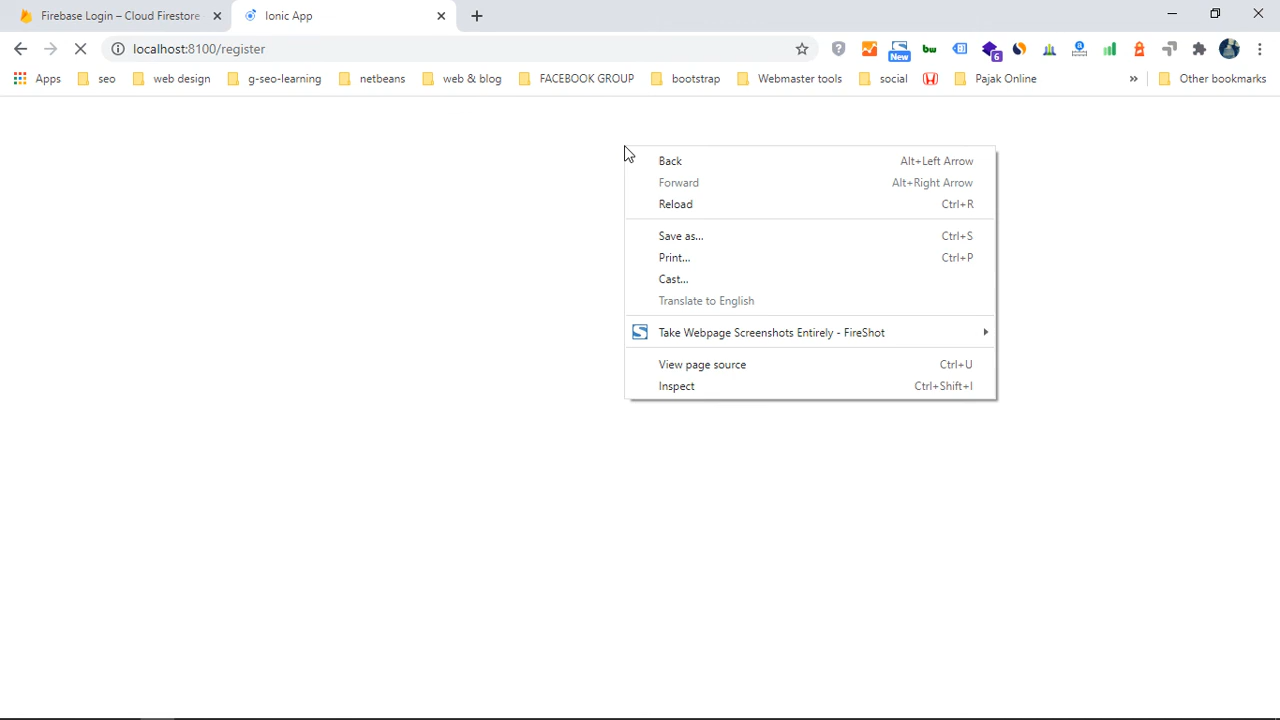 Firebase Login – Cloud Firestore
Ionic App
localhost:8100/register
New
bw
6
Apps
seo
web design
g-seo-learning
netbeans
web & blog
FACEBOOK GROUP
bootstrap
Webmaster tools
social
Pajak Online
»
Other bookmarks
Back Alt+Left Arrow
Forward Alt+Right Arrow
Reload Ctrl+R
Save as... Ctrl+S
Print... Ctrl+P
Cast...
Translate to English
Take Webpage Screenshots Entirely - FireShot
View page source Ctrl+U
Inspect Ctrl+Shift+I